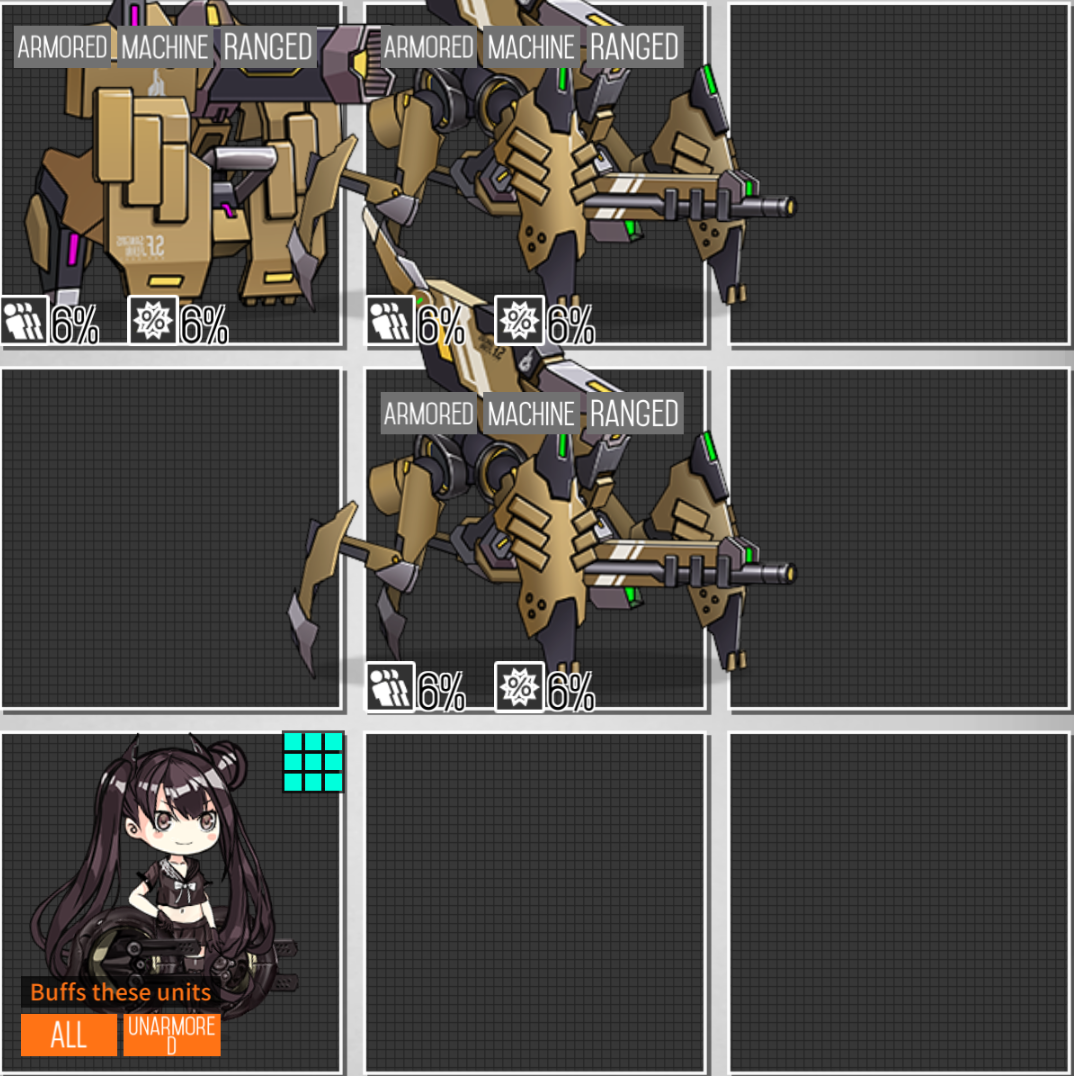 ARMORED MACHINE RANGED ARMORED MACHINE RANGED
6% 6% 6% 6%
ARMORED MACHINE RANGED
6% 6%
Buffs these units
ALL UNARMORE
D